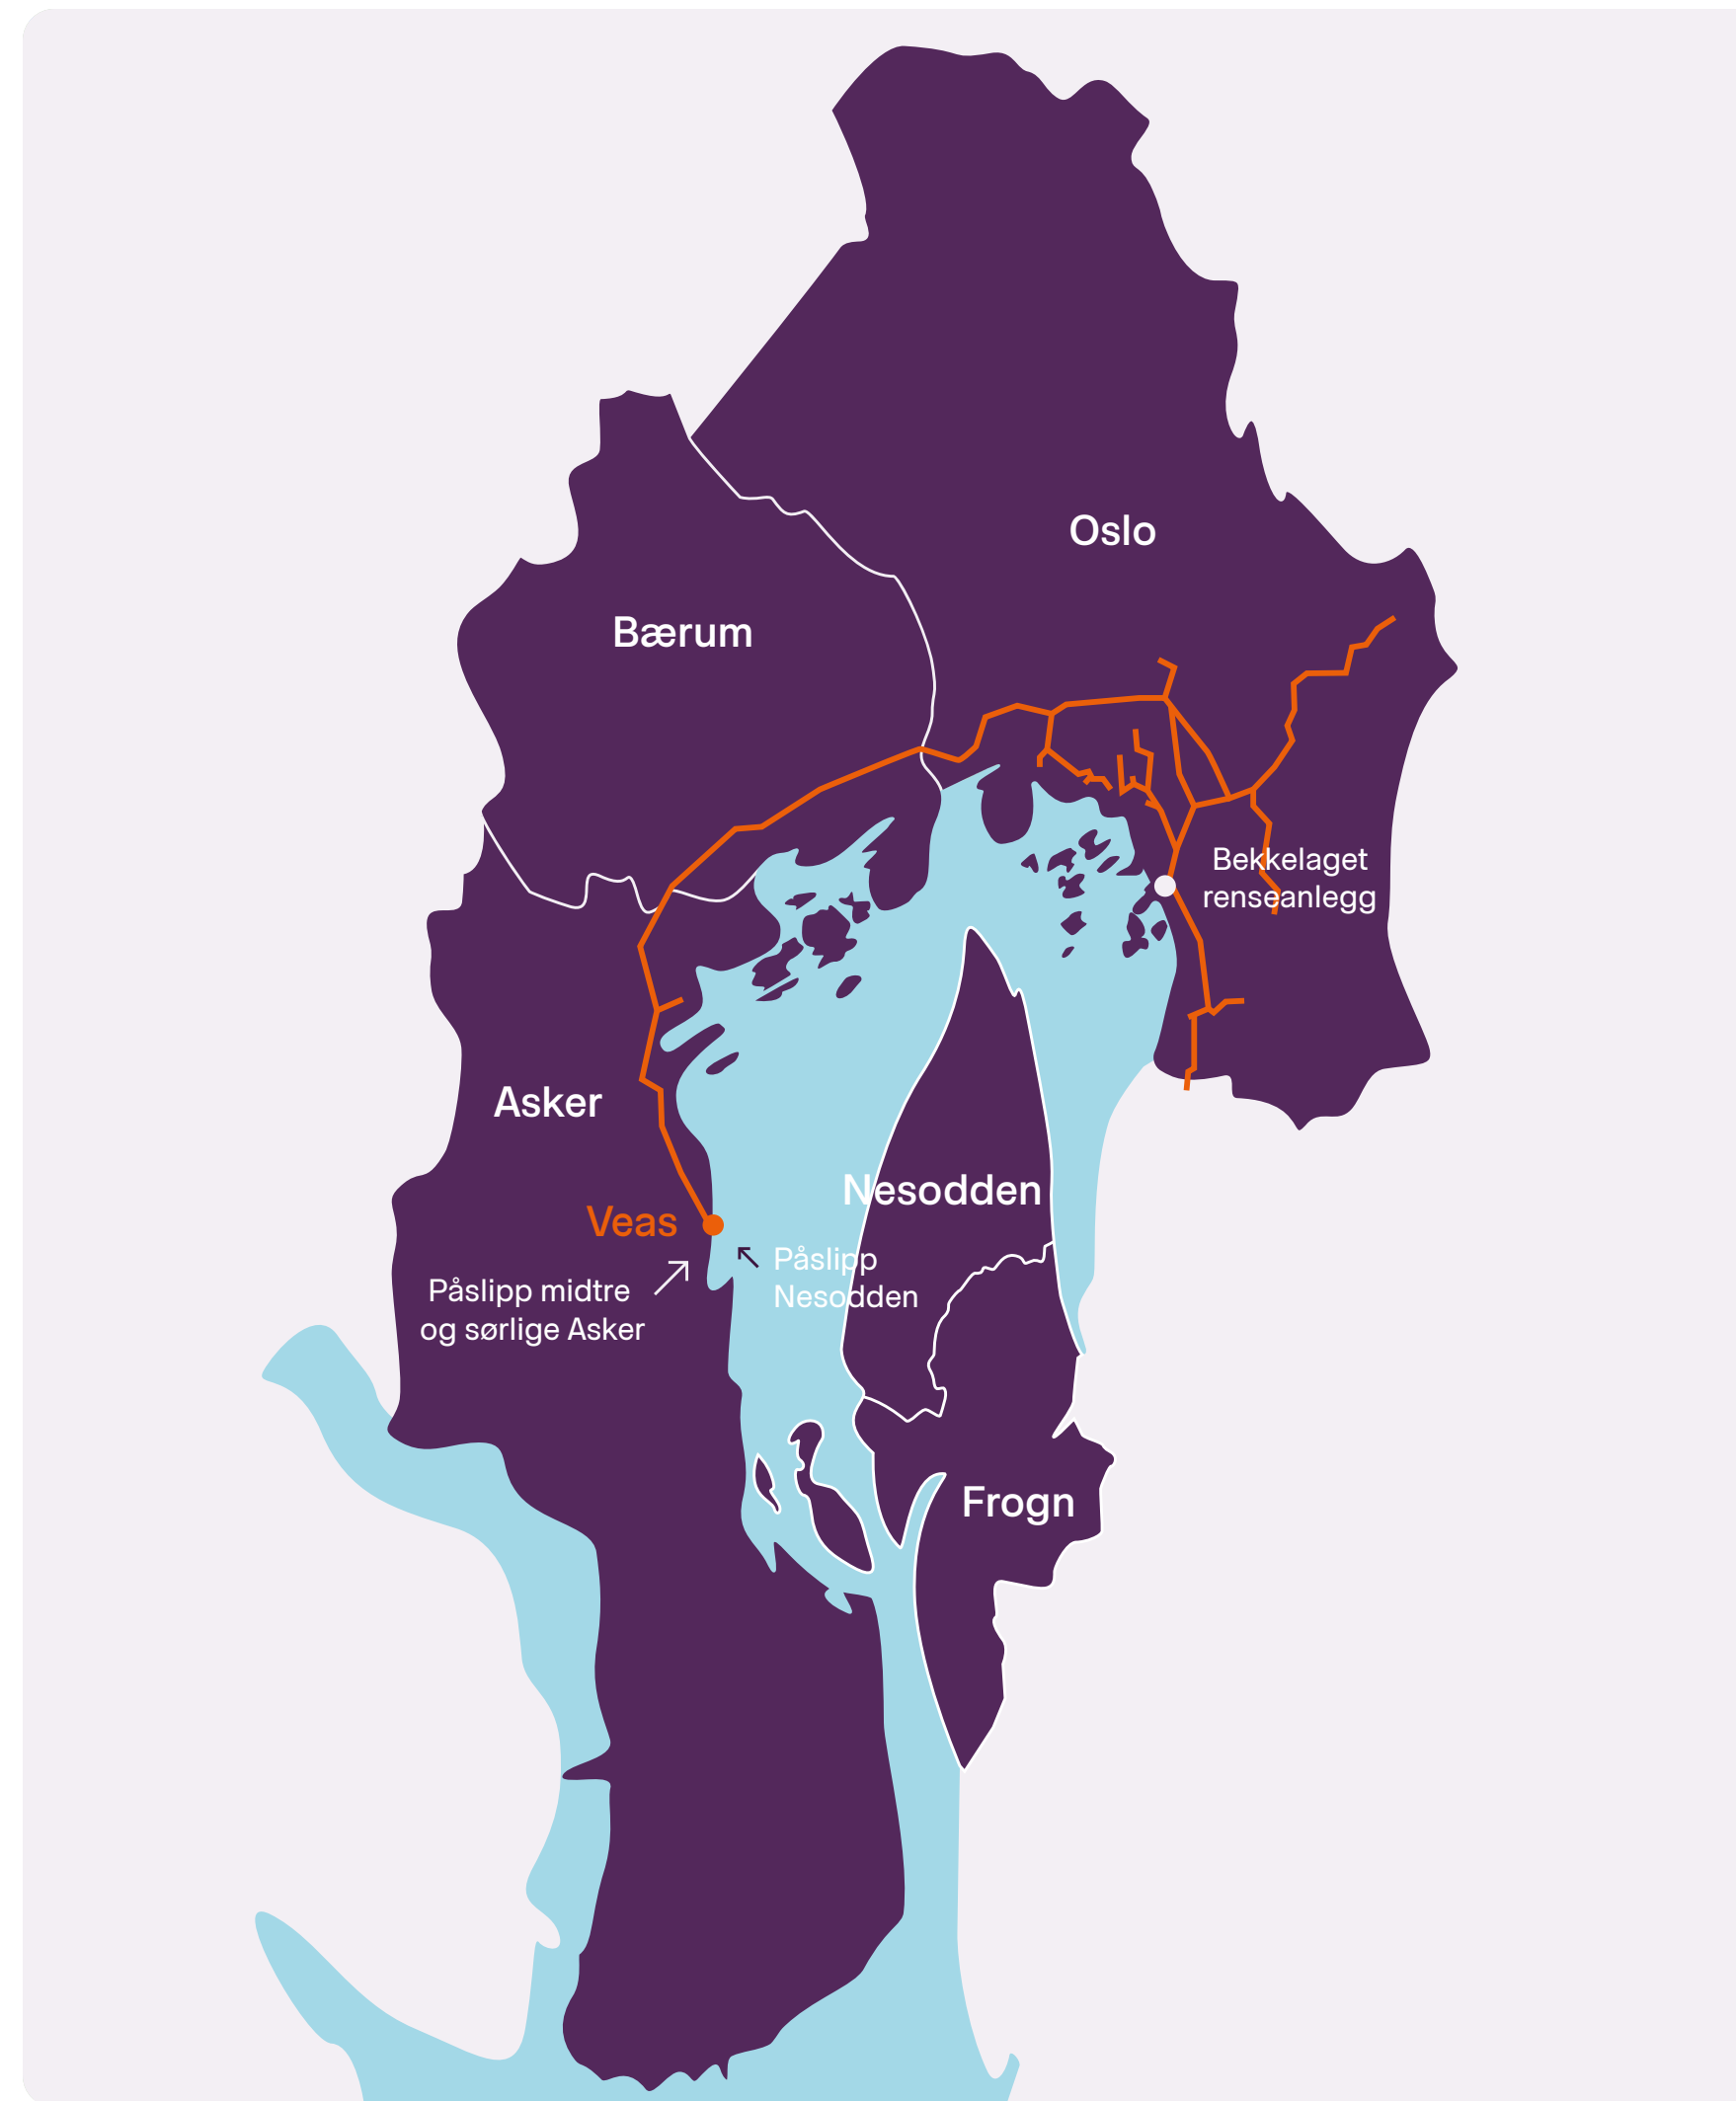 Oslo
Bærum
Bekkelaget
renseanlegg
Asker
Nesodden
Veas
Påslipp
Nesodden
Påslipp midtre
og sørlige Asker
Frogn